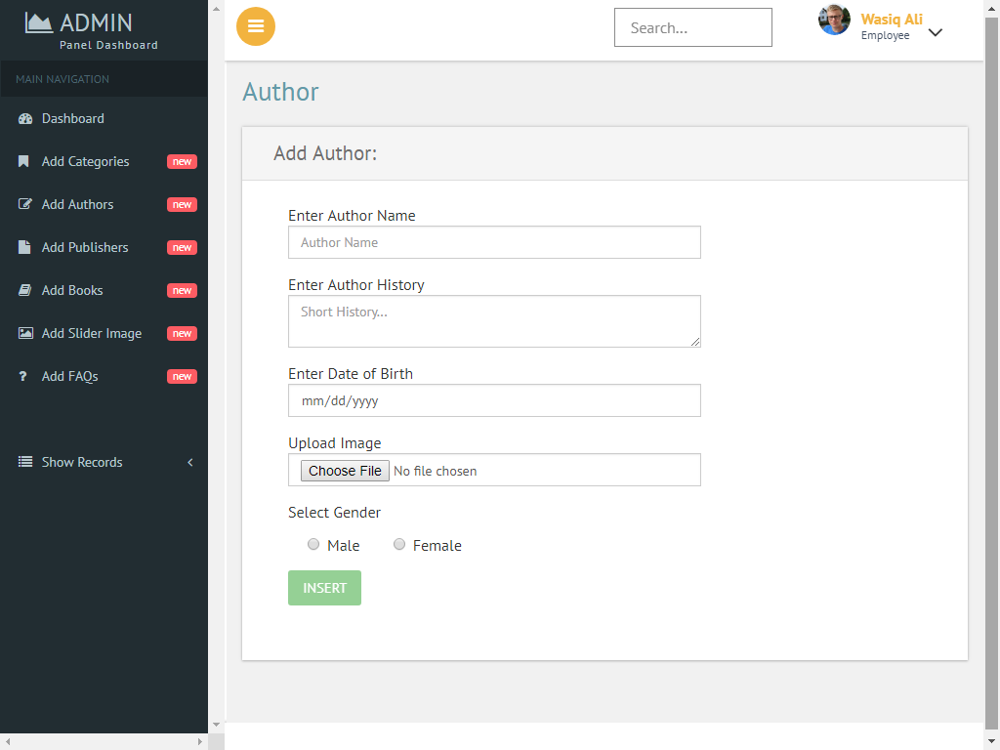 ADMIN
Panel Dashboard
MAIN NAVIGATION
Dashboard
Add Categories new
Add Authors new
Add Publishers new
Add Books new
Add Slider Image new
Add FAQs new
Show Records
Search...
Wasiq Ali
Employee
Author
Add Author:
Enter Author Name
Author Name
Enter Author History
Short History...
Enter Date of Birth
mm/dd/yyyy
Upload Image
Choose File No file chosen
Select Gender
Male Female
INSERT